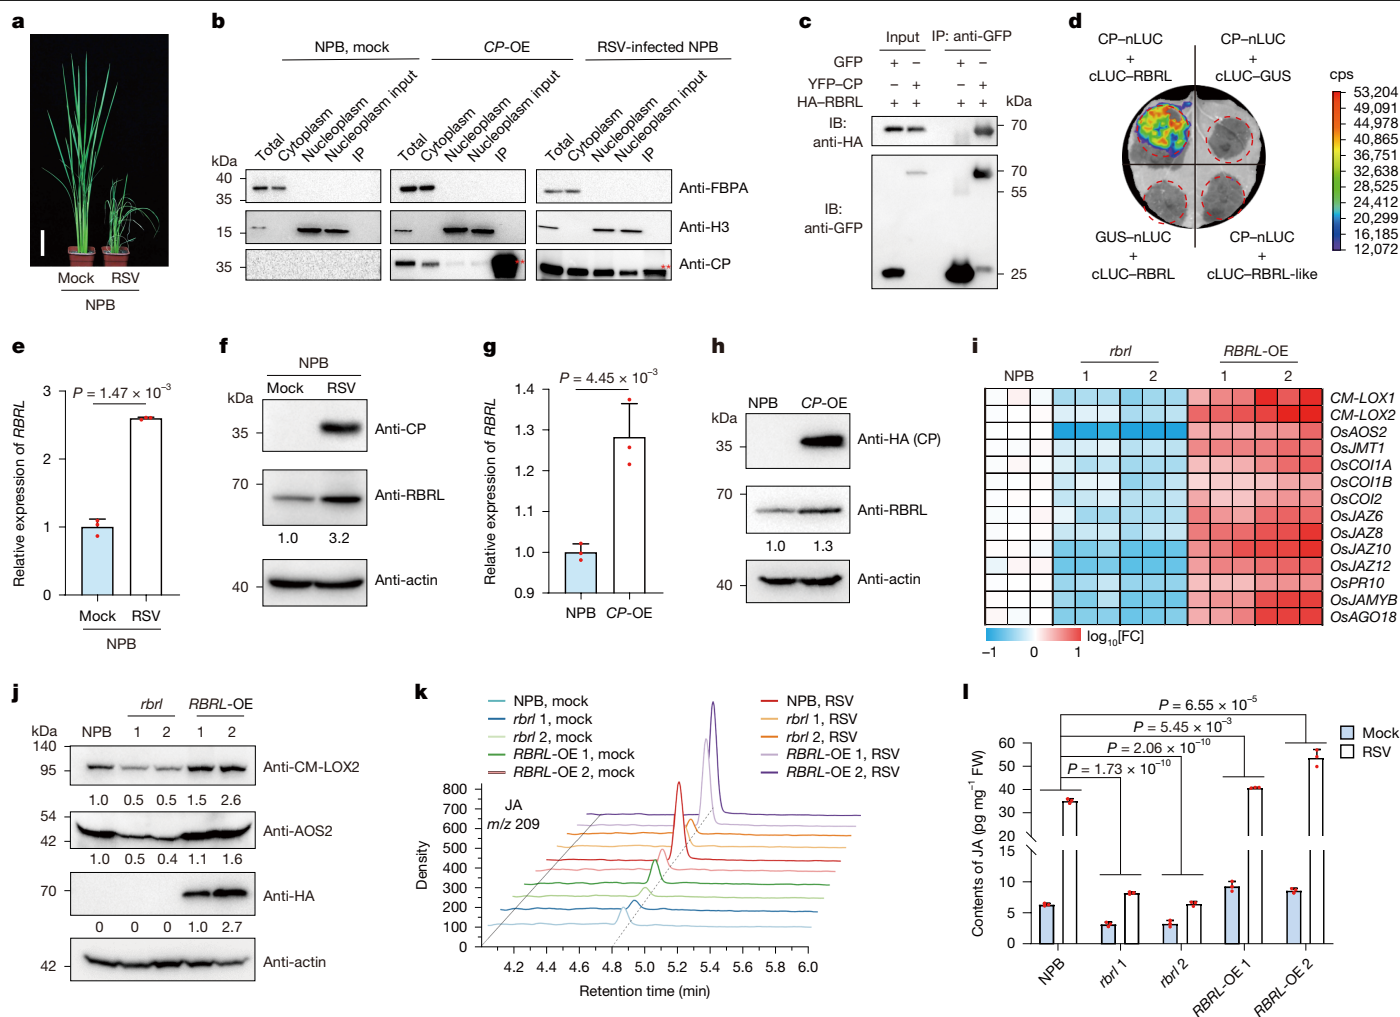 a
Mock RSV
NPB
b
NPB, mock
CP-OE
RSV-infected NPB
Total
Cytoplasm
Nucleoplasm
Nucleoplasm input
IP
Total
Cytoplasm
Nucleoplasm
Nucleoplasm input
IP
Total
Cytoplasm
Nucleoplasm
Nucleoplasm input
IP
kDa
40
35
15
35
Anti-FBPA
Anti-H3
Anti-CP
**
**
c
Input IP: anti-GFP
GFP + − + −
YFP–CP − + − +
HA–RBRL + + + + kDa
IB:
anti-HA
70
IB:
anti-GFP
70
55
25
d
CP–nLUC
+
cLUC–RBRL
CP–nLUC
+
cLUC–GUS
GUS–nLUC
+
cLUC–RBRL
CP–nLUC
+
cLUC–RBRL-like
cps
53,204
49,091
44,978
40,865
36,751
32,638
28,525
24,412
20,299
16,185
12,072
e
Relative expression of RBRL
3
2
1
0
P = 1.47 × 10⁻³
Mock RSV
NPB
f
NPB
Mock RSV
kDa
35
Anti-CP
70
Anti-RBRL
1.0 3.2
40
Anti-actin
g
Relative expression of RBRL
1.4
1.3
1.2
1.1
1.0
0.9
P = 4.45 × 10⁻³
NPB CP-OE
h
NPB CP-OE
kDa
35
Anti-HA (CP)
70
Anti-RBRL
1.0 1.3
40
Anti-actin
i
rbrl RBRL-OE
NPB 1 2 1 2
CM-LOX1
CM-LOX2
OsAOS2
OsJMT1
OsCOI1A
OsCOI1B
OsCOI2
OsJAZ6
OsJAZ8
OsJAZ10
OsJAZ12
OsPR10
OsJAMYB
OsAGO18
log₁₀[FC]
−1 0 1
j
rbrl RBRL-OE
kDa NPB 1 2 1 2
140
95
Anti-CM-LOX2
1.0 0.5 0.5 1.5 2.6
54
42
Anti-AOS2
1.0 0.5 0.4 1.1 1.6
70
Anti-HA
0 0 0 1.0 2.7
42
Anti-actin
k
NPB, mock
rbrl 1, mock
rbrl 2, mock
RBRL-OE 1, mock
RBRL-OE 2, mock
NPB, RSV
rbrl 1, RSV
rbrl 2, RSV
RBRL-OE 1, RSV
RBRL-OE 2, RSV
JA
m/z 209
Density
800
700
600
500
400
300
200
100
0
4.2 4.4 4.6 4.8 5.0 5.2 5.4 5.6 5.8 6.0
Retention time (min)
l
P = 6.55 × 10⁻⁵
P = 5.45 × 10⁻³
P = 2.06 × 10⁻¹⁰
P = 1.73 × 10⁻¹⁰
Mock
RSV
Contents of JA (pg mg⁻¹ FW)
60
50
40
30
20
15
10
5
0
NPB
rbrl 1
rbrl 2
RBRL-OE 1
RBRL-OE 2